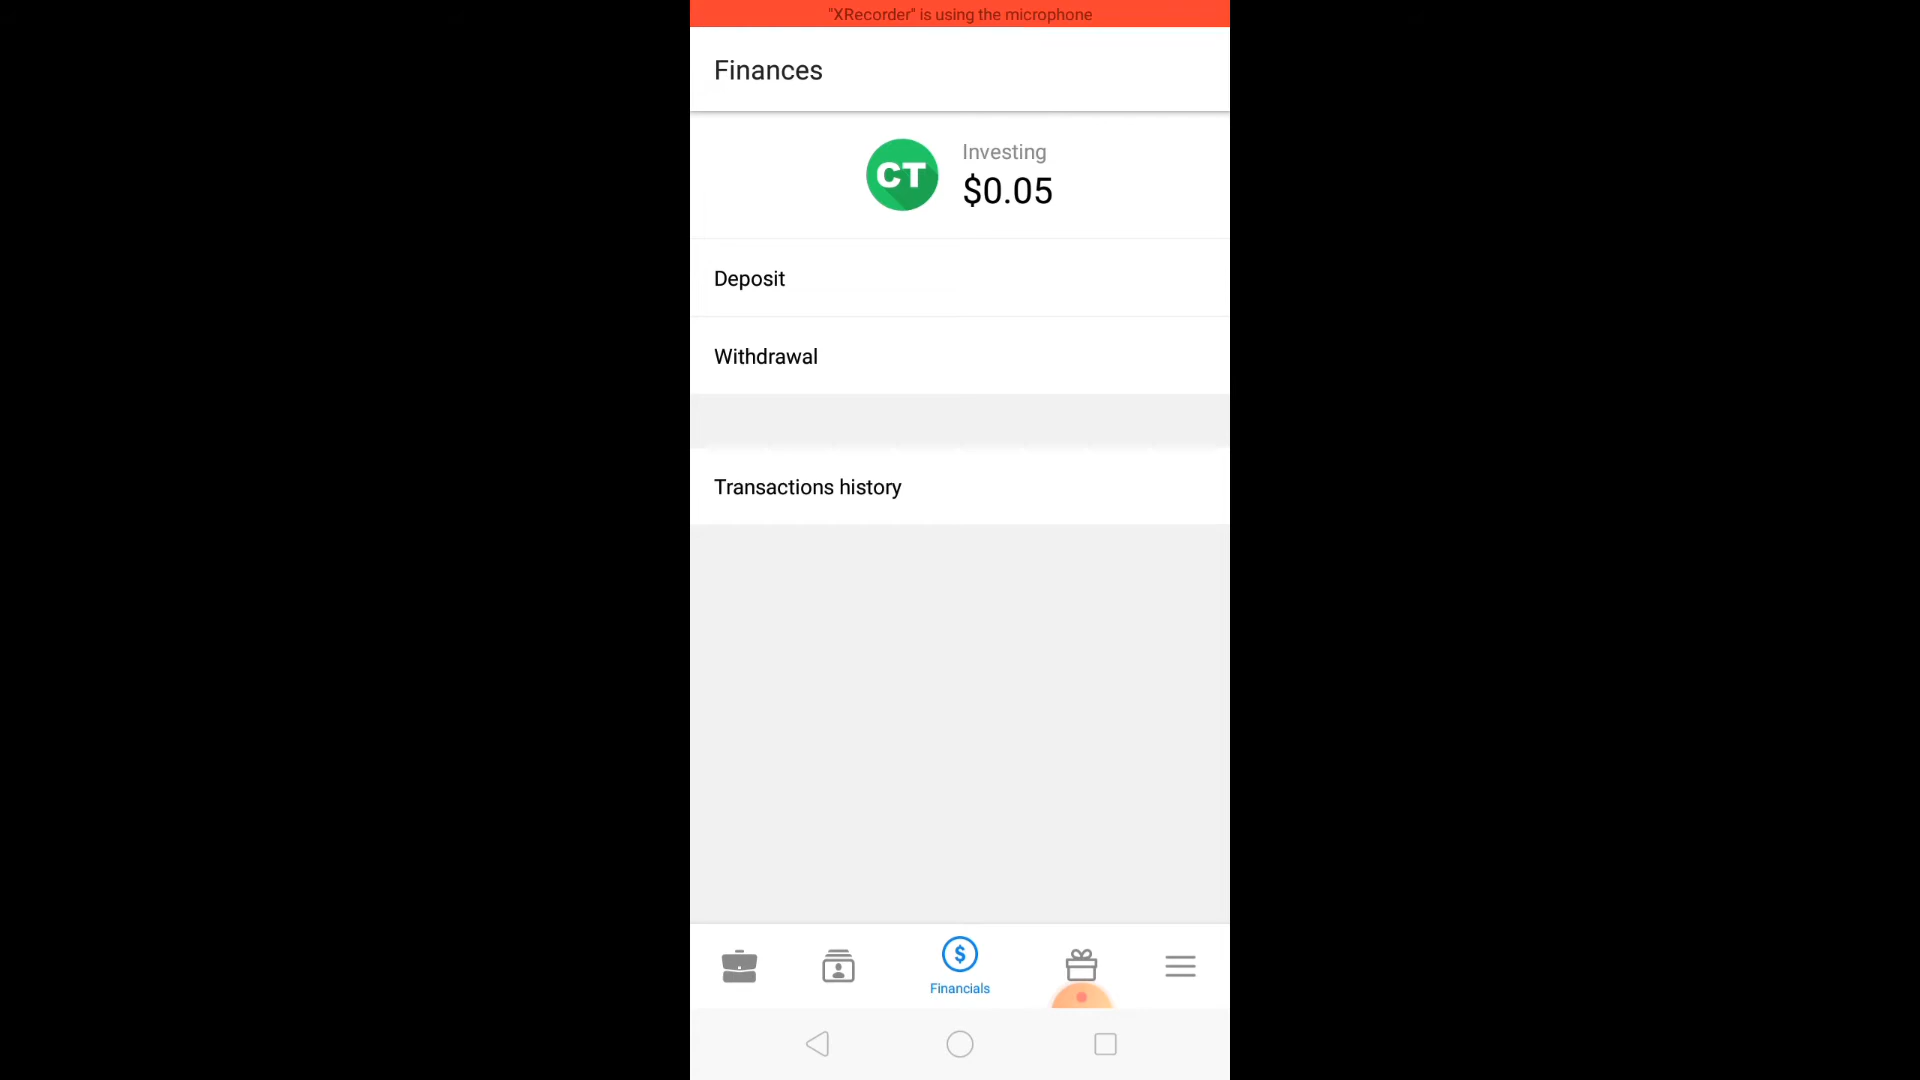 "XRecorder" is using the microphone
Finances
CT
Investing
$0.05
Deposit
Withdrawal
Transactions history
$
Financials